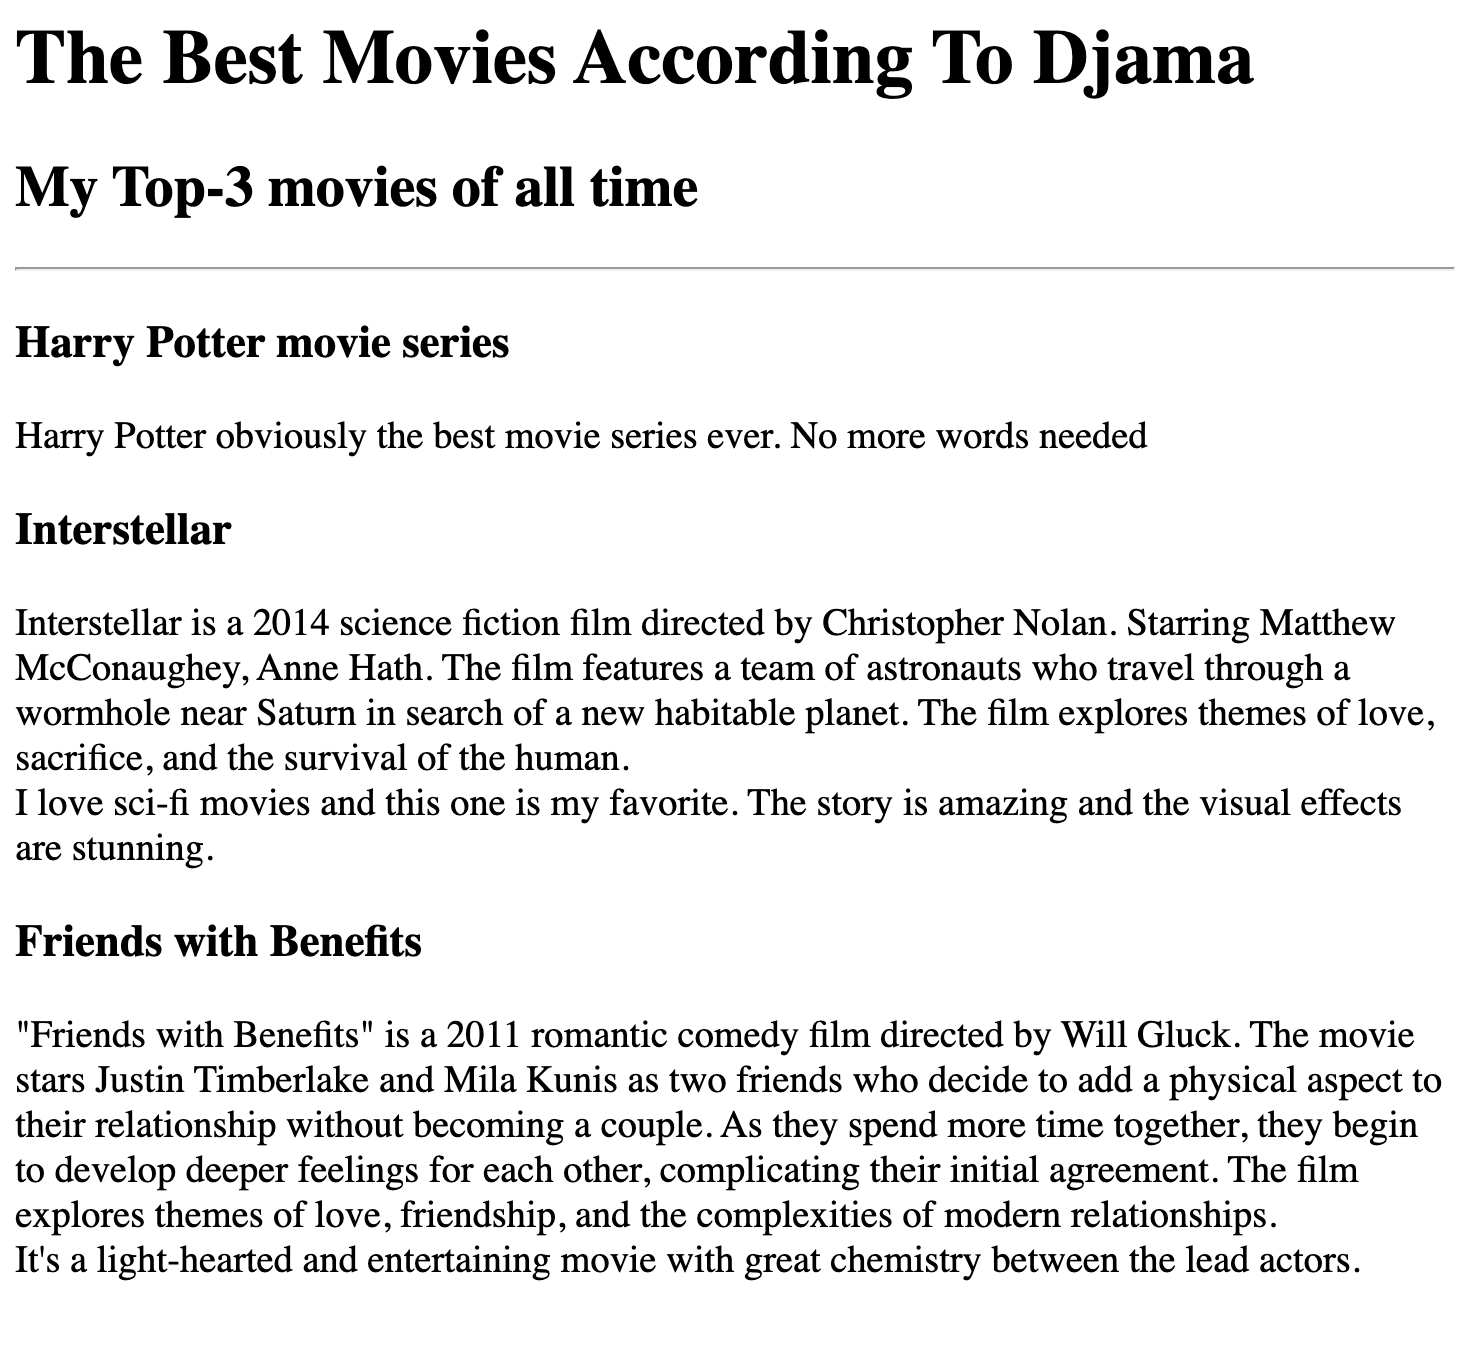 The Best Movies According To Djama
My Top-3 movies of all time
Harry Potter movie series
Harry Potter obviously the best movie series ever. No more words needed
Interstellar
Interstellar is a 2014 science fiction film directed by Christopher Nolan. Starring Matthew
McConaughey, Anne Hath. The film features a team of astronauts who travel through a
wormhole near Saturn in search of a new habitable planet. The film explores themes of love,
sacrifice, and the survival of the human.
I love sci-fi movies and this one is my favorite. The story is amazing and the visual effects
are stunning.
Friends with Benefits
"Friends with Benefits" is a 2011 romantic comedy film directed by Will Gluck. The movie
stars Justin Timberlake and Mila Kunis as two friends who decide to add a physical aspect to
their relationship without becoming a couple. As they spend more time together, they begin
to develop deeper feelings for each other, complicating their initial agreement. The film
explores themes of love, friendship, and the complexities of modern relationships.
It's a light-hearted and entertaining movie with great chemistry between the lead actors.